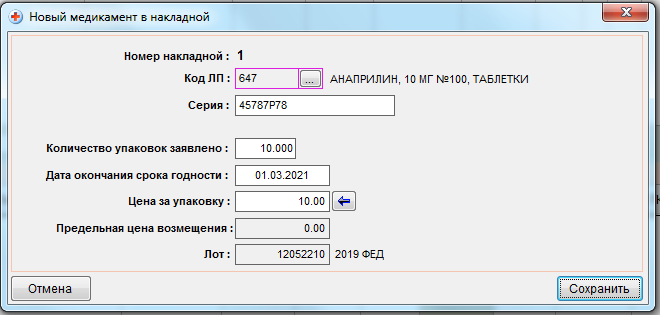 Новый медикамент в накладной
Номер накладной : 1
Код ЛП : 647 ... АНАПРИЛИН, 10 МГ №100, ТАБЛЕТКИ
Серия : 45787Р78
Количество упаковок заявлено : 10.000
Дата окончания срока годности : 01.03.2021
Цена за упаковку : 10.00
Предельная цена возмещения : 0.00
Лот : 12052210 2019 ФЕД
Отмена Сохранить